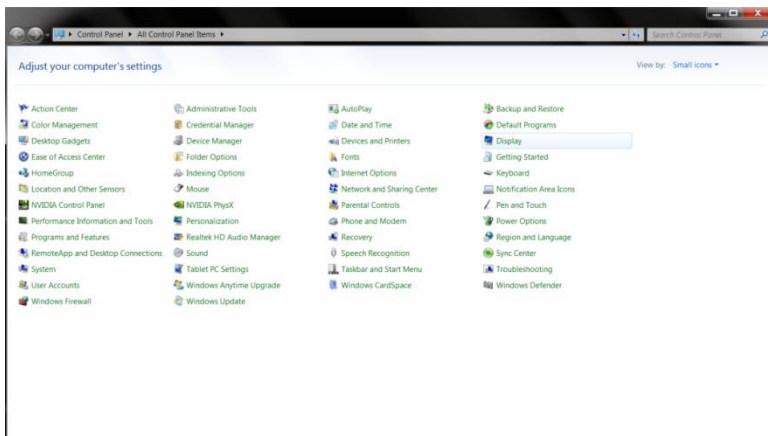 Control Panel ▸ All Control Panel Items ▸ Search Control Panel
Adjust your computer's settings View by: Small icons
Action Center Administrative Tools AutoPlay Backup and Restore
Color Management Credential Manager Date and Time Default Programs
Desktop Gadgets Device Manager Devices and Printers Display
Ease of Access Center Folder Options Fonts Getting Started
HomeGroup Indexing Options Internet Options Keyboard
Location and Other Sensors Mouse Network and Sharing Center Notification Area Icons
NVIDIA Control Panel NVIDIA PhysX Parental Controls Pen and Touch
Performance Information and Tools Personalization Phone and Modem Power Options
Programs and Features Realtek HD Audio Manager Recovery Region and Language
RemoteApp and Desktop Connections Sound Speech Recognition Sync Center
System Tablet PC Settings Taskbar and Start Menu Troubleshooting
User Accounts Windows Anytime Upgrade Windows CardSpace Windows Defender
Windows Firewall Windows Update